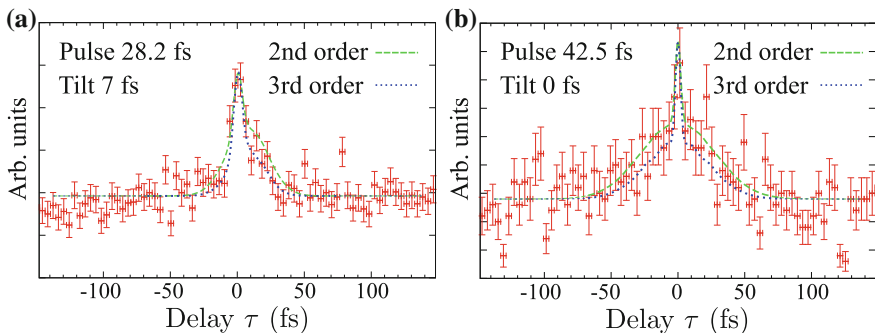 (a)
Pulse 28.2 fs
2nd order
Tilt 7 fs
3rd order
Arb. units
-100 -50 0 50 100
Delay τ (fs)
(b)
Pulse 42.5 fs
2nd order
Tilt 0 fs
3rd order
Arb. units
-100 -50 0 50 100
Delay τ (fs)